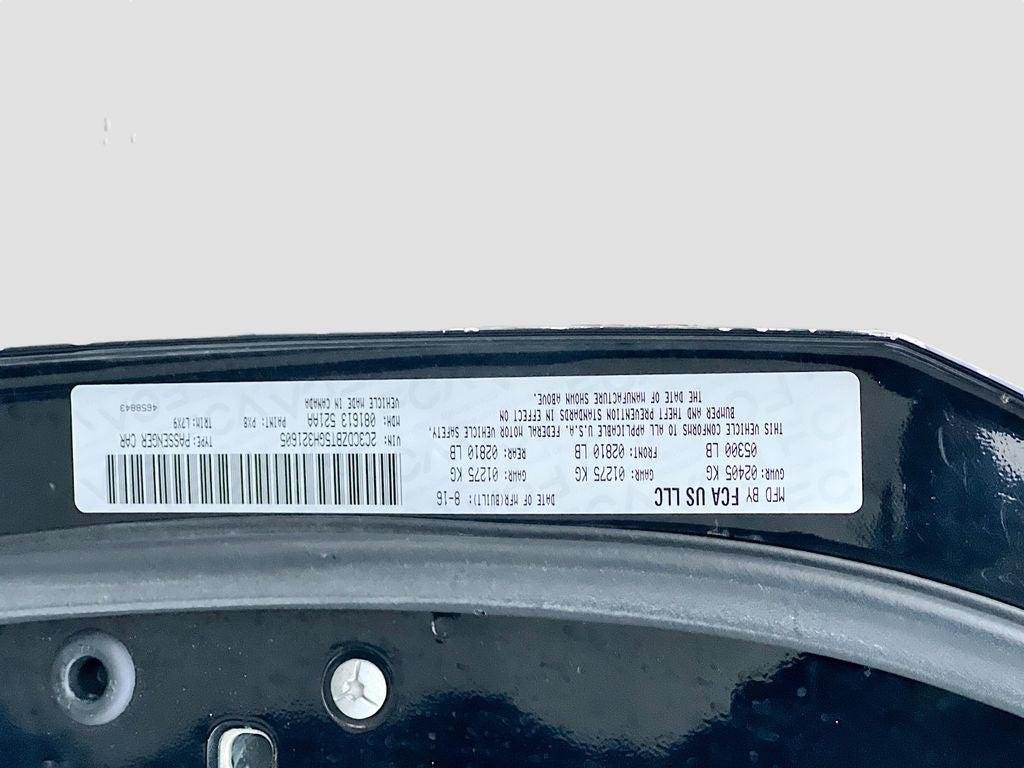 MFD BY FCA US LLC
DATE OF MFR(BUILT): 8-16
GVWR: 02405 KG GAWR: 01275 KG GAWR: 01275 KG
05300 LB FRONT: 02810 LB REAR: 02810 LB
THIS VEHICLE CONFORMS TO ALL APPLICABLE U.S.A. FEDERAL MOTOR VEHICLE SAFETY,
BUMPER AND THEFT PREVENTION STANDARDS IN EFFECT ON
THE DATE OF MANUFACTURE SHOWN ABOVE.
VIN: 2C3CDZBT5GH321605 TYPE: PASSENGER CAR
MDH: 081613 521AA PAINT: PX8 TRIM: L7X9
VEHICLE MADE IN CANADA 4658843